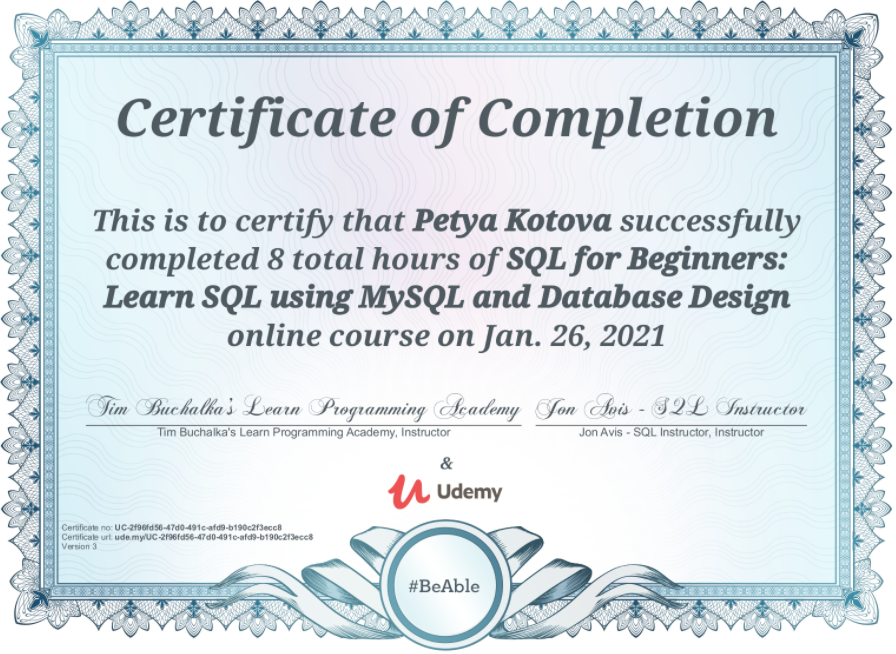 Certificate of Completion
This is to certify that Petya Kotova successfully
completed 8 total hours of SQL for Beginners:
Learn SQL using MySQL and Database Design
online course on Jan. 26, 2021
Tim Buchalka's Learn Programming Academy Jon Avis - SQL Instructor
Tim Buchalka's Learn Programming Academy, Instructor Jon Avis - SQL Instructor, Instructor
&
Udemy
Certificate no: UC-2f96fd56-47d0-491c-afd9-b190c2f3ecc8
Certificate url: ude.my/UC-2f96fd56-47d0-491c-afd9-b190c2f3ecc8
Version 3
#BeAble